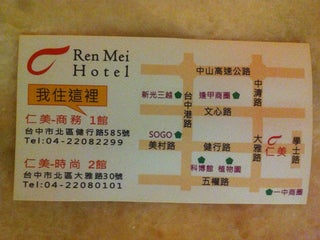 Ren Mei
Hotel
我住這裡
仁美-商務 1館
台中市北區健行路585號
Tel:04-22082299
仁美-時尚 2館
台中市北區大雅路30號
Tel:04-22080101
中山高速公路
新光三越
逢甲商圈
台中港路
中清路
文心路
SOGO
美村路
健行路
大雅路
仁美
學士路
科博館
植物園
五權路
一中商圈